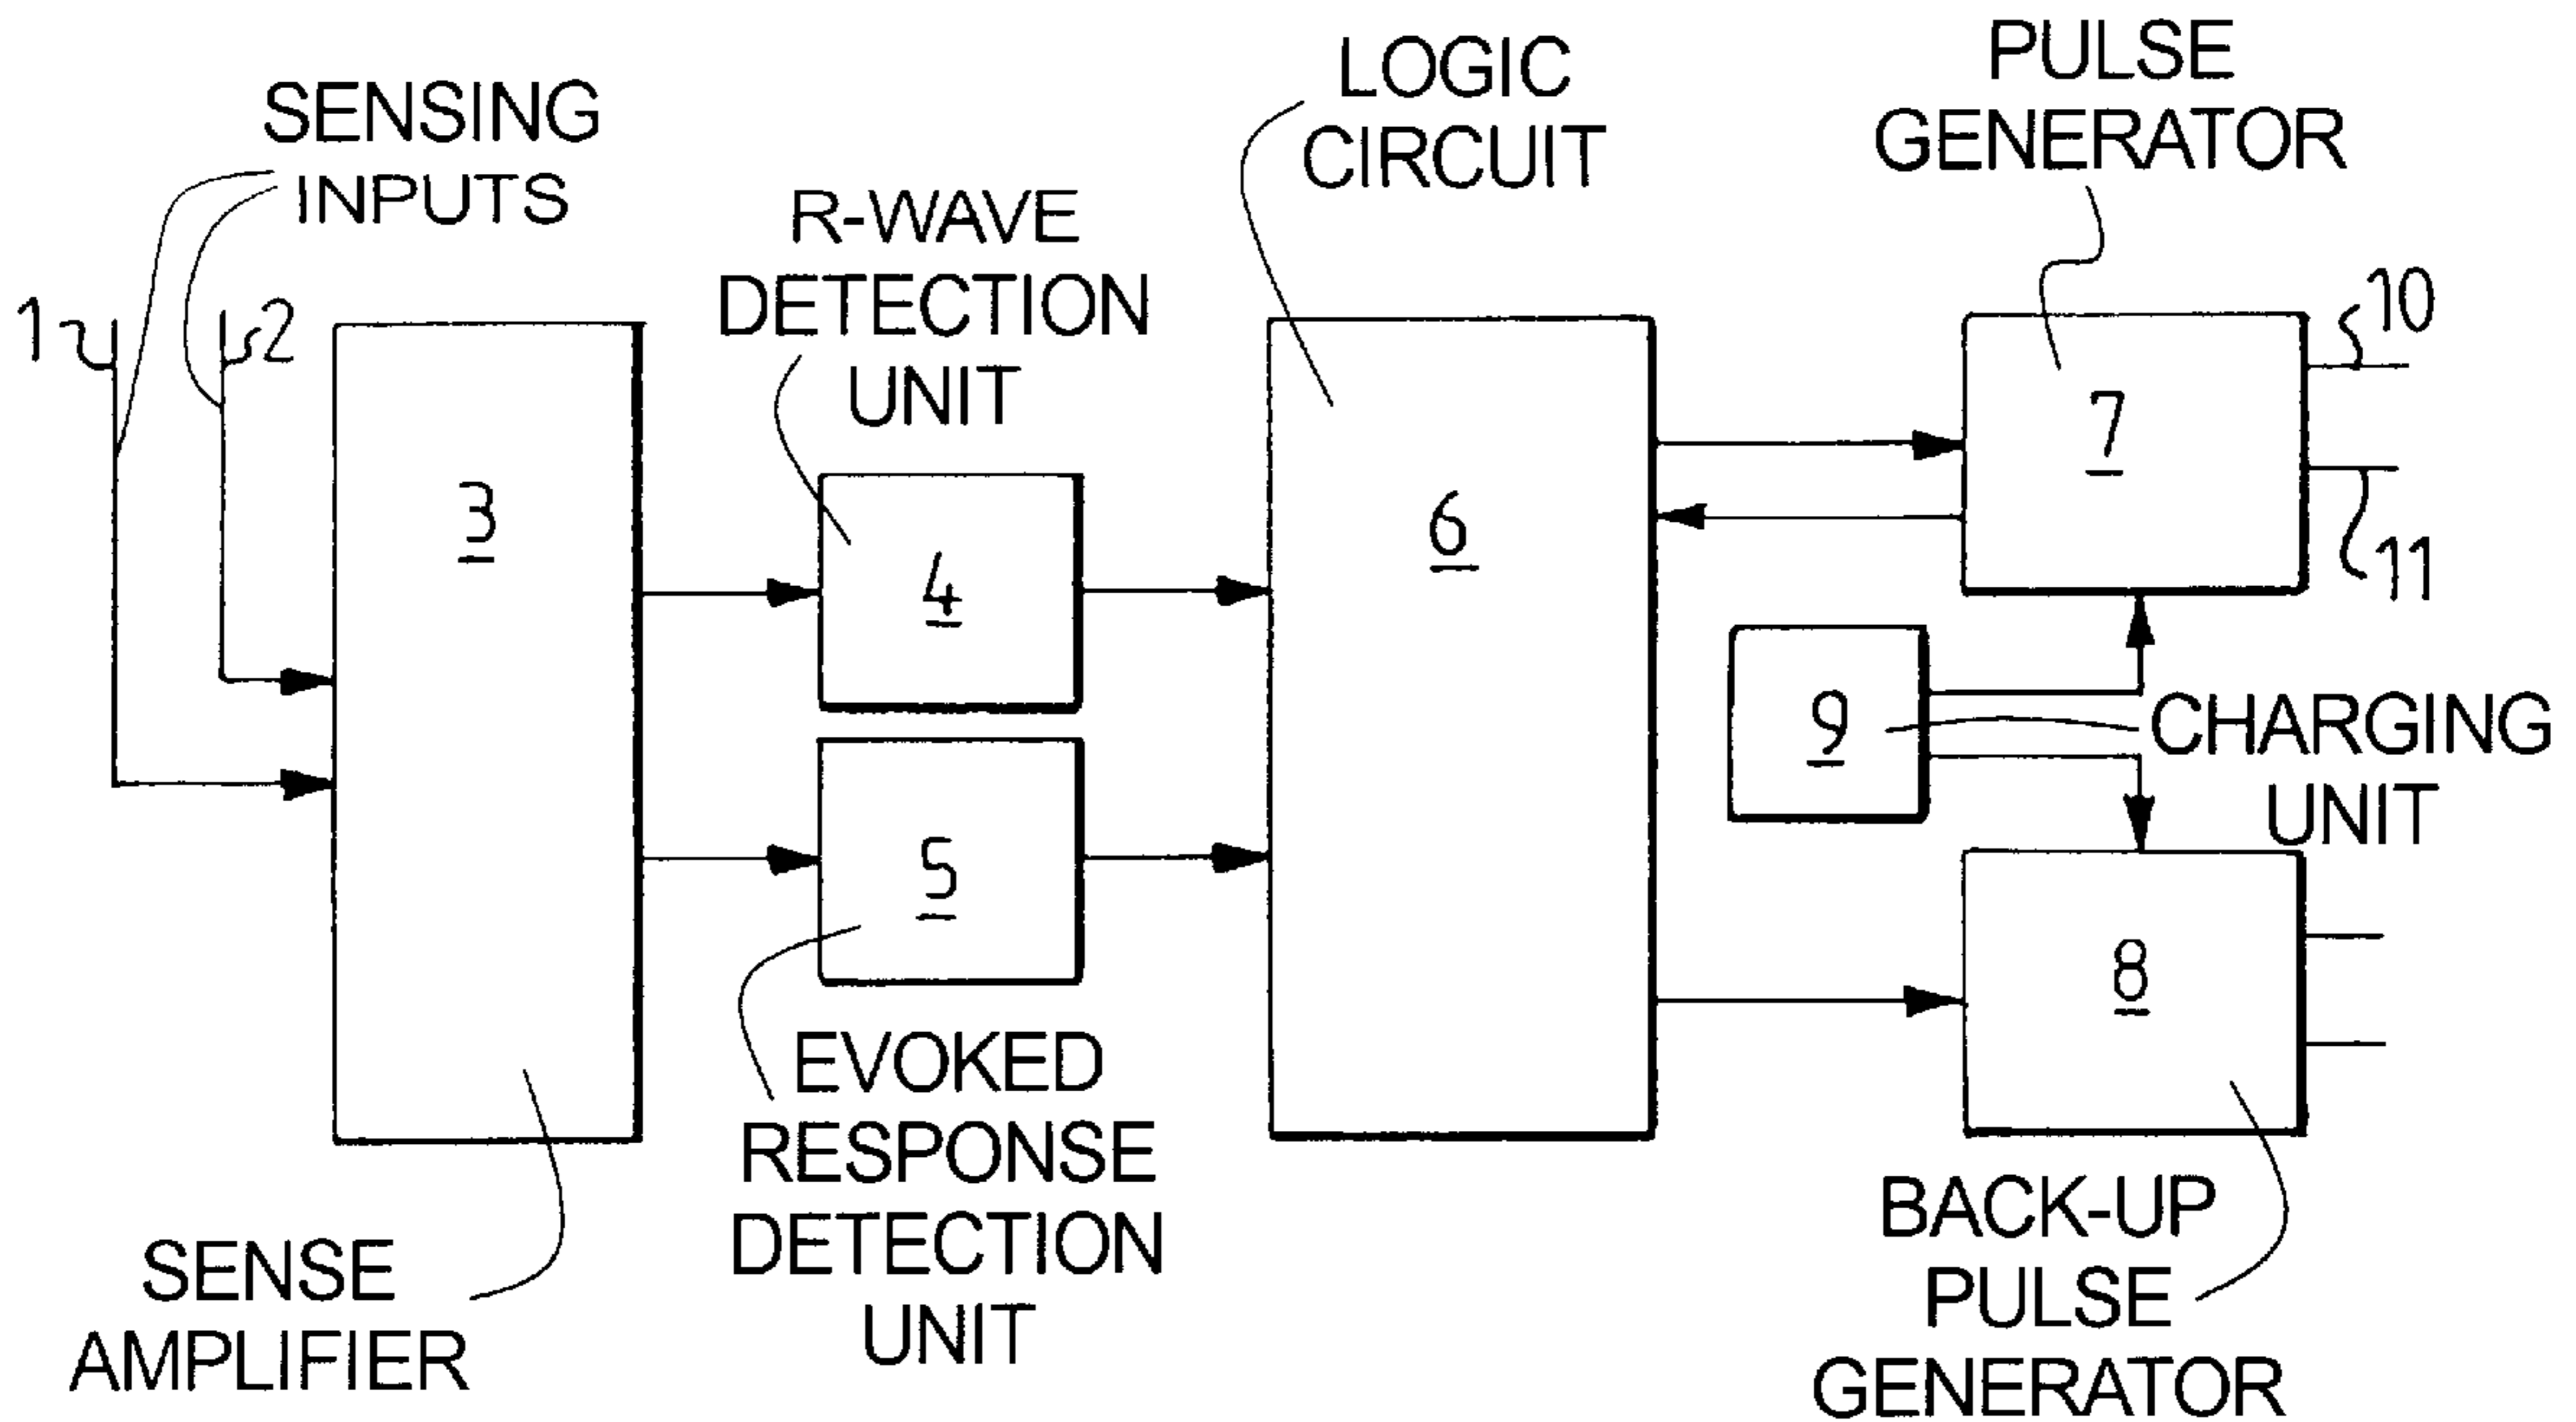 SENSING
INPUTS
1
2
3
SENSE
AMPLIFIER
R-WAVE
DETECTION
UNIT
4
5
EVOKED
RESPONSE
DETECTION
UNIT
LOGIC
CIRCUIT
6
PULSE
GENERATOR
7
10
11
9
CHARGING
UNIT
8
BACK-UP
PULSE
GENERATOR